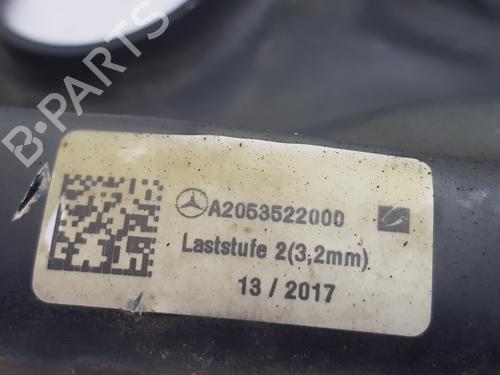 B-PARTS
A2053522000
Laststufe 2(3,2mm)
13 / 2017